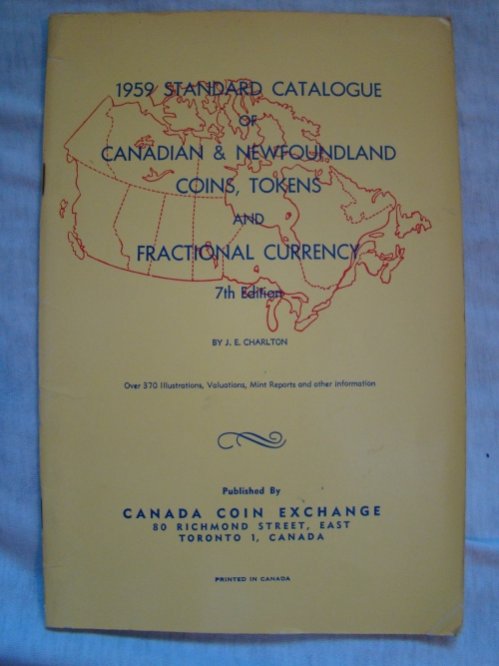 1959 STANDARD CATALOGUE
OF
CANADIAN & NEWFOUNDLAND
COINS, TOKENS
AND
FRACTIONAL CURRENCY
7th Edition
BY J. E. CHARLTON
Over 370 Illustrations, Valuations, Mint Reports and other information
Published By
CANADA COIN EXCHANGE
80 RICHMOND STREET, EAST
TORONTO 1, CANADA
PRINTED IN CANADA